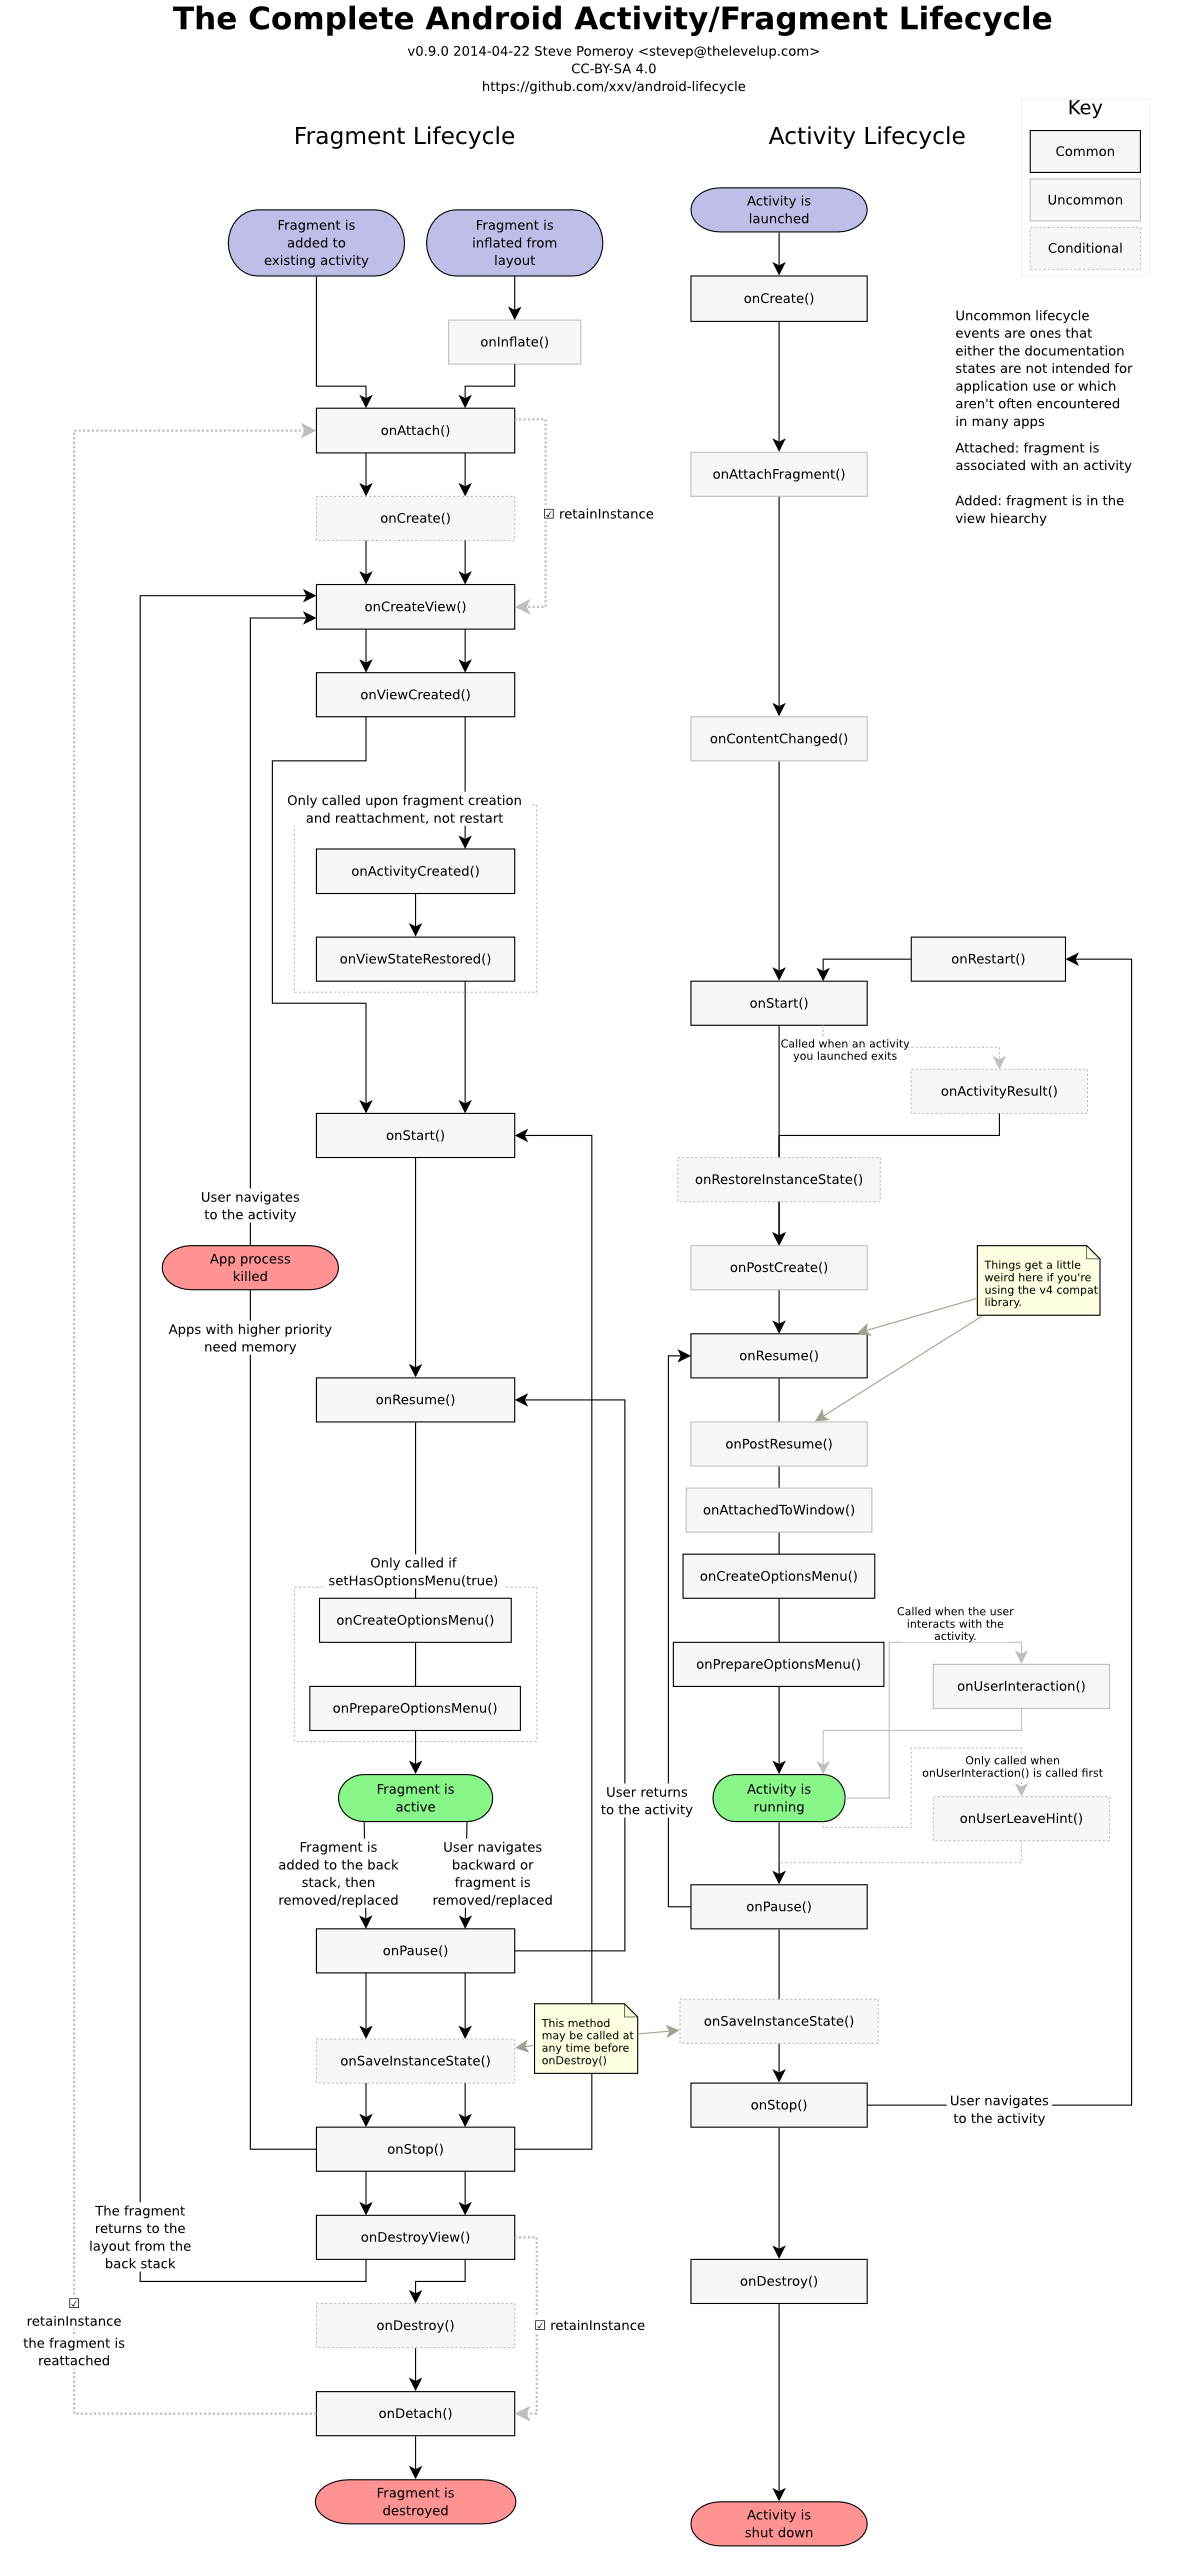 The Complete Android Activity/Fragment Lifecycle
v0.9.0 2014-04-22 Steve Pomeroy <stevep@thelevelup.com>
CC-BY-SA 4.0
https://github.com/xxv/android-lifecycle
Key
Common
Uncommon
Conditional
Uncommon lifecycle
events are ones that
either the documentation
states are not intended for
application use or which
aren't often encountered
in many apps
Attached: fragment is
associated with an activity
Added: fragment is in the
view hiearchy
Fragment Lifecycle
Fragment is
added to
existing activity
Fragment is
inflated from
layout
onInflate()
onAttach()
onCreate()
☑ retainInstance
onCreateView()
onViewCreated()
Only called upon fragment creation
and reattachment, not restart
onActivityCreated()
onViewStateRestored()
onStart()
User navigates
to the activity
App process
killed
Apps with higher priority
need memory
onResume()
Only called if
setHasOptionsMenu(true)
onCreateOptionsMenu()
onPrepareOptionsMenu()
Fragment is
active
User returns
to the activity
Fragment is
added to the back
stack, then
removed/replaced
User navigates
backward or
fragment is
removed/replaced
onPause()
This method
may be called at
any time before
onDestroy()
onSaveInstanceState()
onStop()
The fragment
returns to the
layout from the
back stack
onDestroyView()
☑
retainInstance
the fragment is
reattached
onDestroy()
☑ retainInstance
onDetach()
Fragment is
destroyed
Activity Lifecycle
Activity is
launched
onCreate()
onAttachFragment()
onContentChanged()
onRestart()
onStart()
Called when an activity
you launched exits
onActivityResult()
onRestoreInstanceState()
onPostCreate()
Things get a little
weird here if you're
using the v4 compat
library.
onResume()
onPostResume()
onAttachedToWindow()
onCreateOptionsMenu()
Called when the user
interacts with the
activity.
onPrepareOptionsMenu()
onUserInteraction()
Activity is
running
Only called when
onUserInteraction() is called first
onUserLeaveHint()
onPause()
onSaveInstanceState()
onStop()
User navigates
to the activity
onDestroy()
Activity is
shut down